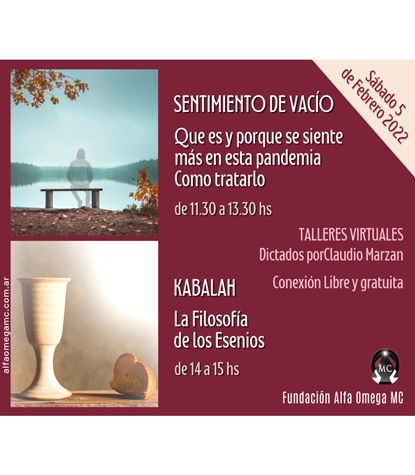 Sábado 5
de Febrero 2022
SENTIMIENTO DE VACÍO
Que es y porque se siente
más en esta pandemia
Como tratarlo
de 11.30 a 13.30 hs
TALLERES VIRTUALES
Dictados porClaudio Marzan
Conexión Libre y gratuita
KABALAH
La Filosofía
de los Esenios
de 14 a 15 hs
alfaomegamc.com.ar
MC
Fundación Alfa Omega MC